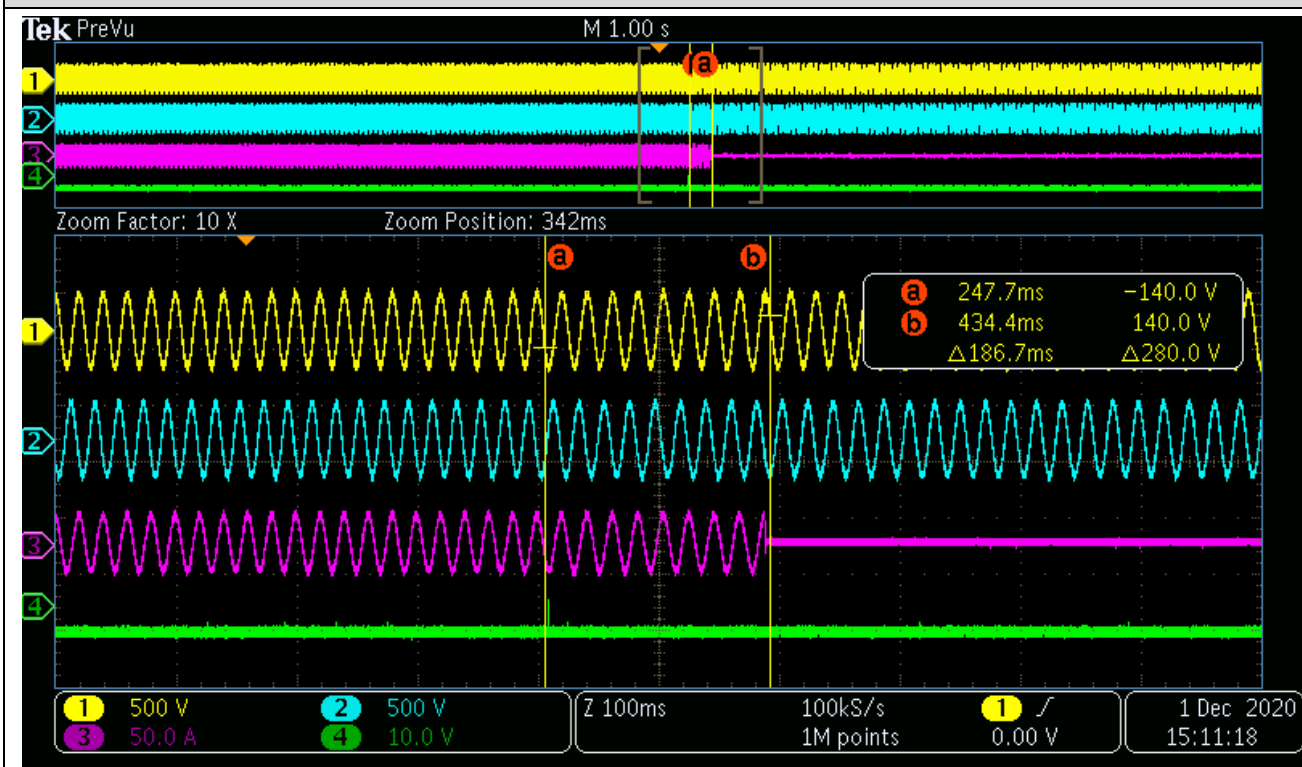 Tek PreVu M 1.00 s
a
1
2
3
4
Zoom Factor: 10 X Zoom Position: 342ms
a b
a 247.7ms −140.0 V
b 434.4ms 140.0 V
△186.7ms △280.0 V
1
2
3
4
1 500 V 2 500 V Z 100ms 100kS/s 1 1 Dec 2020
3 50.0 A 4 10.0 V 1M points 0.00 V 15:11:18